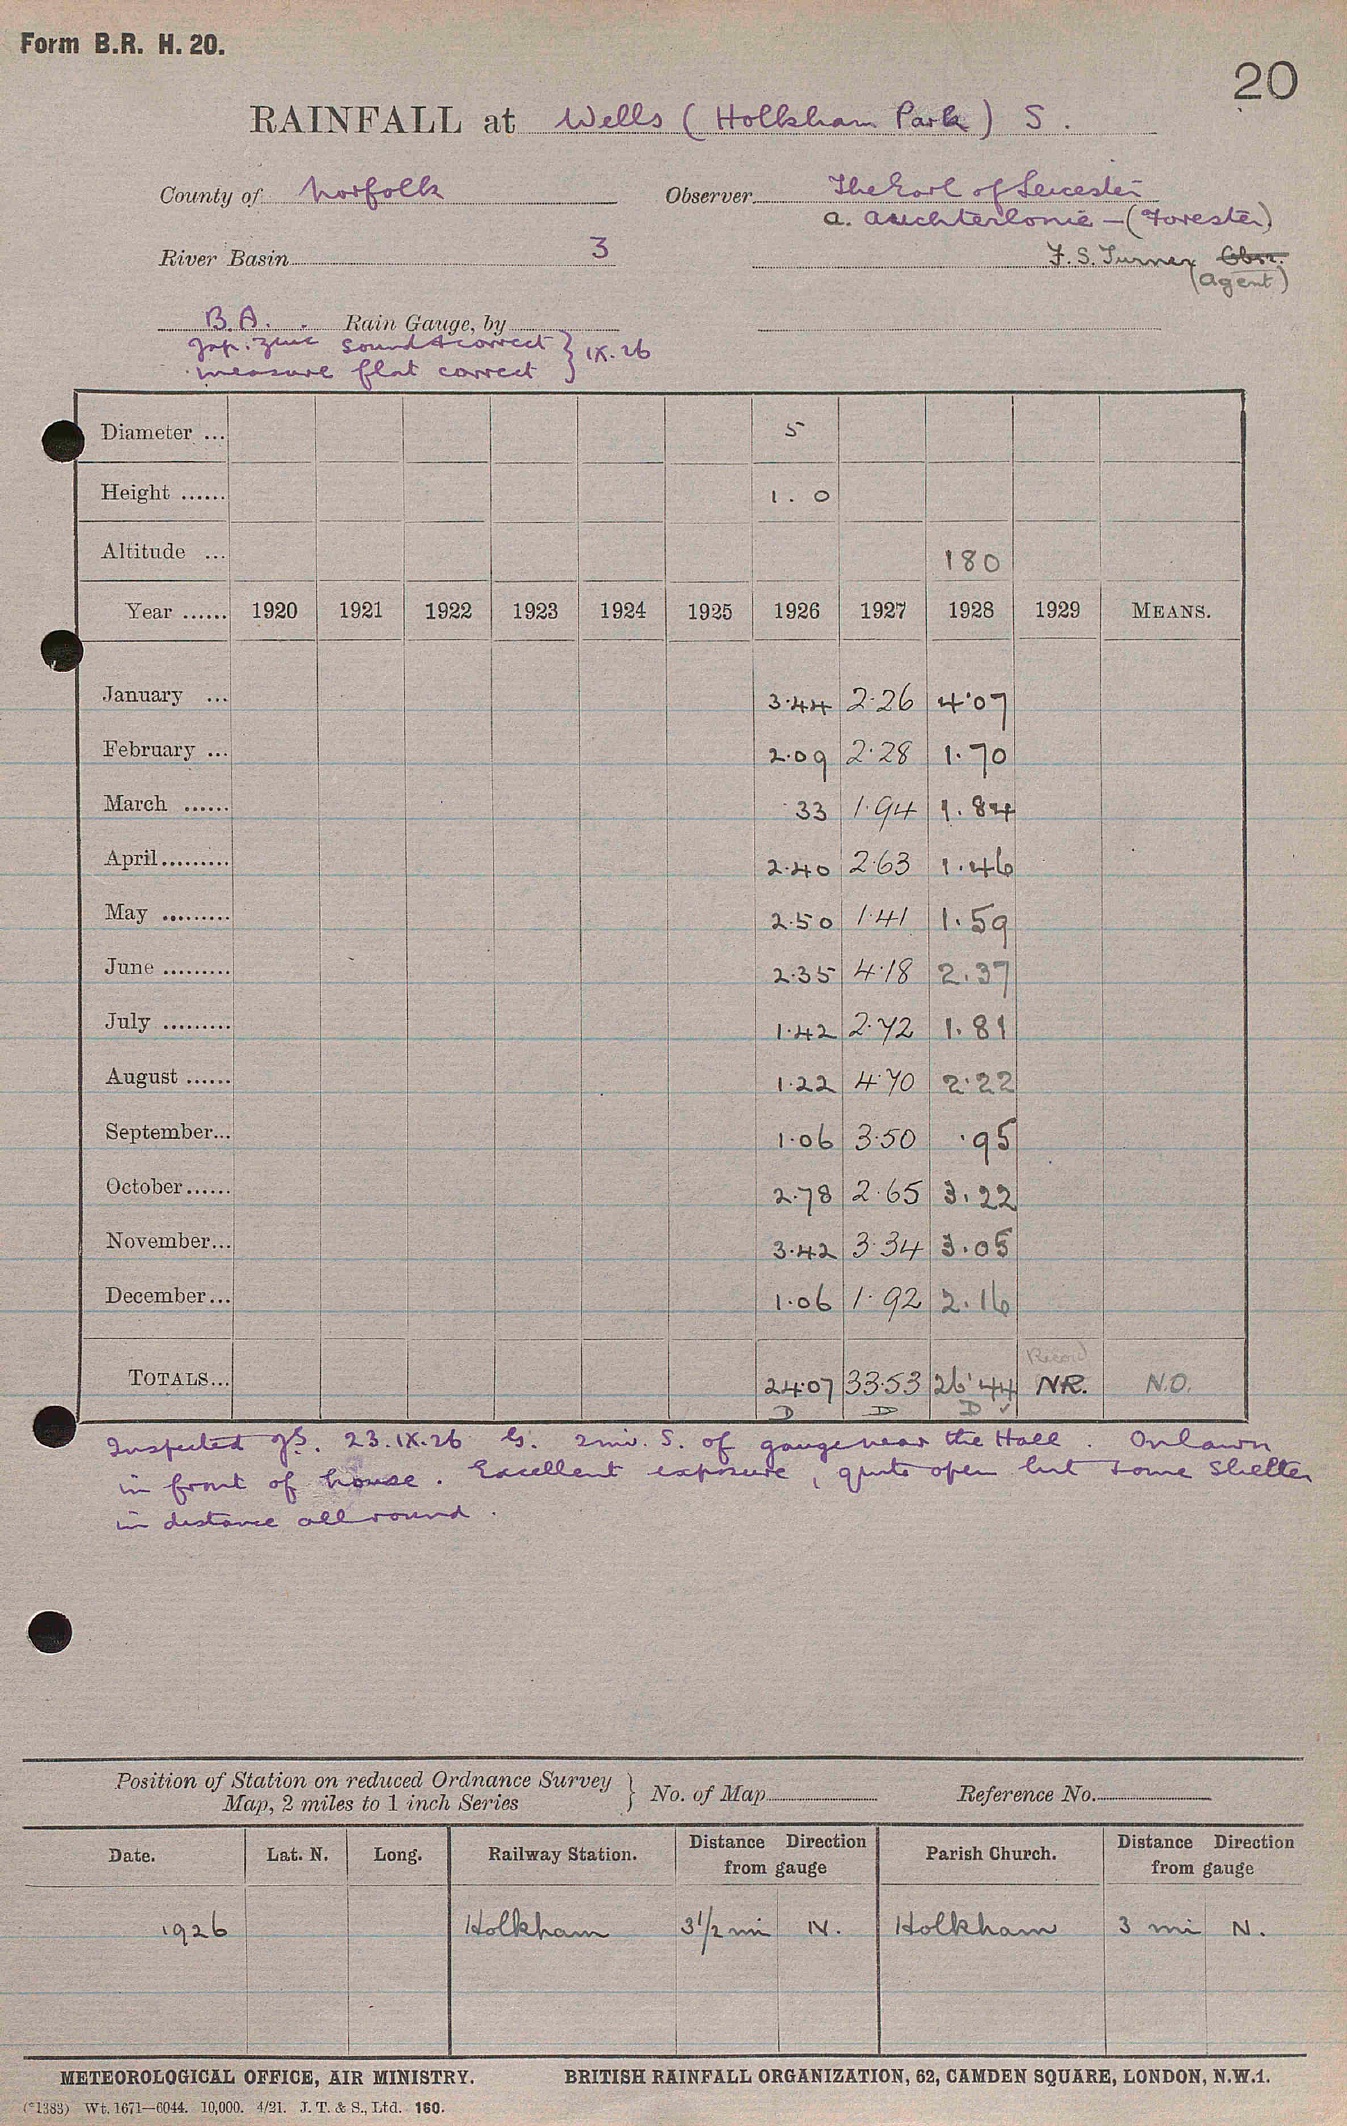 Form B.R. H. 20.
20
RAINFALL at Wells (Holkham Park) S.
County of Norfolk Observer The Earl of Leicester
A. Auchterlonie - (Forester)
River Basin 3 F. S. Turner Obsr.
(Agent)
B.A. Rain Gauge, by
Jap. zinc sound & correct } IX.26
measure flat correct
Diameter ... 5
Height ...... 1. 0
Altitude ... 180
Year ...... 1920 1921 1922 1923 1924 1925 1926 1927 1928 1929 MEANS.
January ... 3.44 2.26 4.07
February ... 2.09 2.28 1.70
March ...... .33 1.94 1.84
April......... 2.40 2.63 1.46
May ......... 2.50 1.41 1.59
June ......... 2.35 4.18 2.37
July ......... 1.42 2.72 1.81
August ...... 1.22 4.70 2.22
September... 1.06 3.50 .95
October...... 2.78 2.65 3.22
November... 3.42 3.34 3.05
December... 1.06 1.92 2.16
Record
TOTALS... 24.07 33.53 26.44 NR. N.O.
D D D ✓
Inspected 23.IX.26 G. 2mi. S. of gauge near the Hall. On lawn
in front of house. Excellent exposure, quite open but some shelter
in distance all round.
Position of Station on reduced Ordnance Survey } No. of Map Reference No.
Map, 2 miles to 1 inch Series
Date. Lat. N. Long. Railway Station. Distance Direction from gauge Parish Church. Distance Direction from gauge
1926 Holkham 3 1/2 mi N. Holkham 3 mi N.
METEOROLOGICAL OFFICE, AIR MINISTRY. BRITISH RAINFALL ORGANIZATION, 62, CAMDEN SQUARE, LONDON, N.W.1.
(*1383) Wt. 1671—6044. 10,000. 4/21. J. T. & S., Ltd. 160.